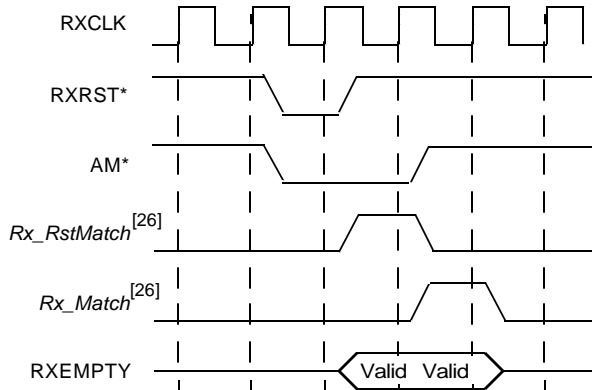 RXCLK
RXRST*
AM*
Rx_RstMatch[26]
Rx_Match[26]
RXEMPTY Valid Valid